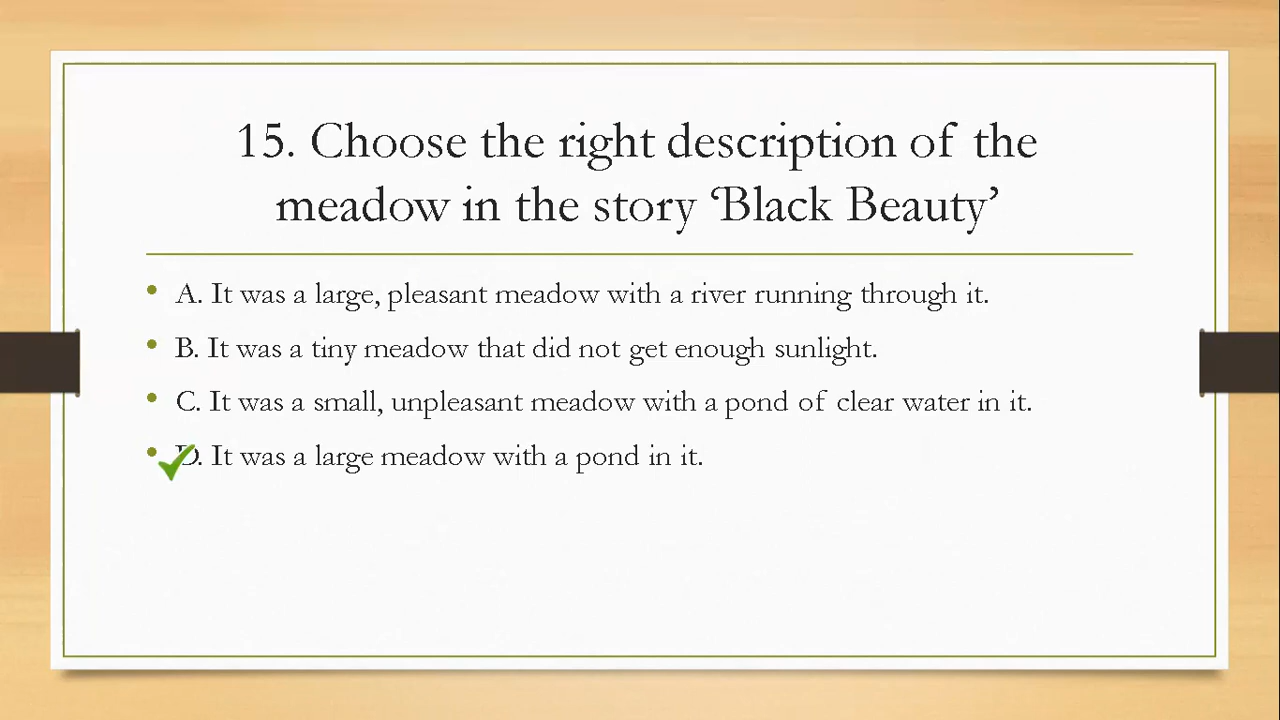 15. Choose the right description of the
meadow in the story ‘Black Beauty’
• A. It was a large, pleasant meadow with a river running through it.
• B. It was a tiny meadow that did not get enough sunlight.
• C. It was a small, unpleasant meadow with a pond of clear water in it.
• D. It was a large meadow with a pond in it.